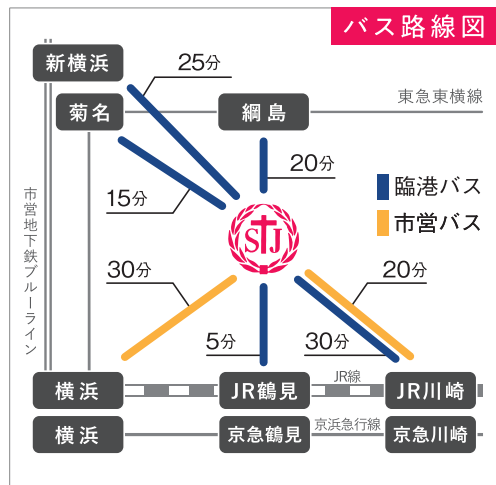 バス路線図
新横浜
25分
菊名
綱島
東急東横線
20分
臨港バス
15分
市営バス
市営地下鉄ブルーライン
STJ
30分
20分
5分
30分
JR線
横浜
JR鶴見
JR川崎
京浜急行線
横浜
京急鶴見
京急川崎